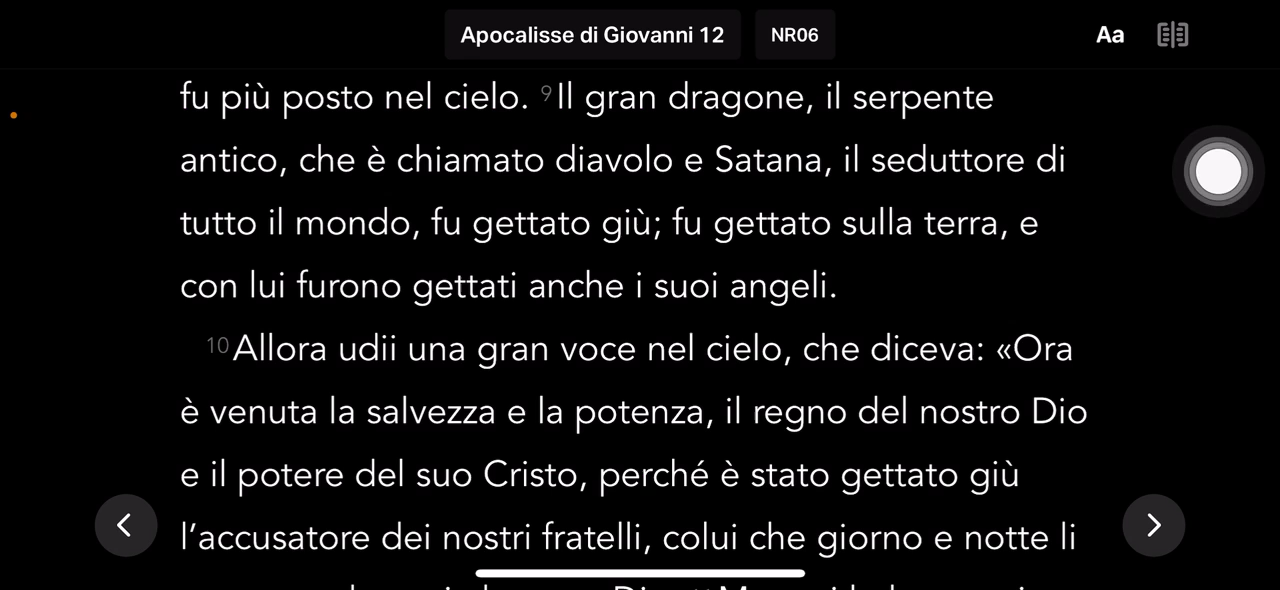 Apocalisse di Giovanni 12 NR06 Aa
fu più posto nel cielo. 9Il gran dragone, il serpente
antico, che è chiamato diavolo e Satana, il seduttore di
tutto il mondo, fu gettato giù; fu gettato sulla terra, e
con lui furono gettati anche i suoi angeli.
10Allora udii una gran voce nel cielo, che diceva: «Ora
è venuta la salvezza e la potenza, il regno del nostro Dio
e il potere del suo Cristo, perché è stato gettato giù
l’accusatore dei nostri fratelli, colui che giorno e notte li